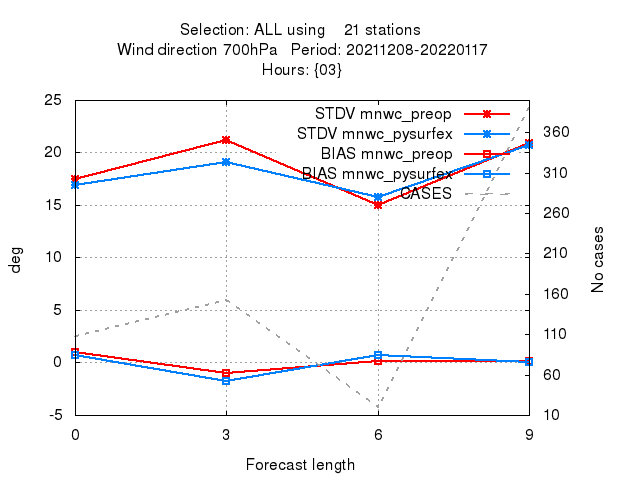 Selection: ALL using    21 stations
Wind direction 700hPa   Period: 20211208-20220117
Hours: {03}
STDV mnwc_preop
STDV mnwc_pysurfex
BIAS mnwc_preop
BIAS mnwc_pysurfex
CASES
25
20
15
10
5
0
-5
deg
360
310
260
210
160
110
60
10
No cases
0 3 6 9
Forecast length